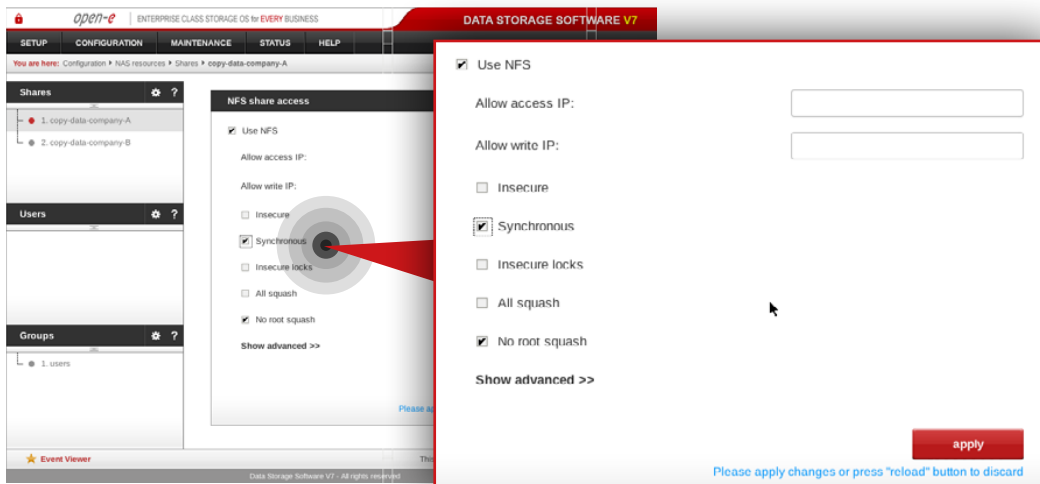 open-e ENTERPRISE CLASS STORAGE OS for EVERY BUSINESS
DATA STORAGE SOFTWARE V7
SETUP CONFIGURATION MAINTENANCE STATUS HELP
You are here: Configuration NAS resources Shares copy-data-company-A
Shares ?
1. copy-data-company-A
2. copy-data-company-B
Users ?
Groups ?
1. users
NFS share access
Use NFS
Allow access IP:
Allow write IP:
Insecure
Synchronous
Insecure locks
All squash
No root squash
Show advanced >>
Please
Event Viewer
This
Data Storage Software V7 - All rights reserved
Use NFS
Allow access IP:
Allow write IP:
Insecure
Synchronous
Insecure locks
All squash
No root squash
Show advanced >>
apply
Please apply changes or press "reload" button to discard